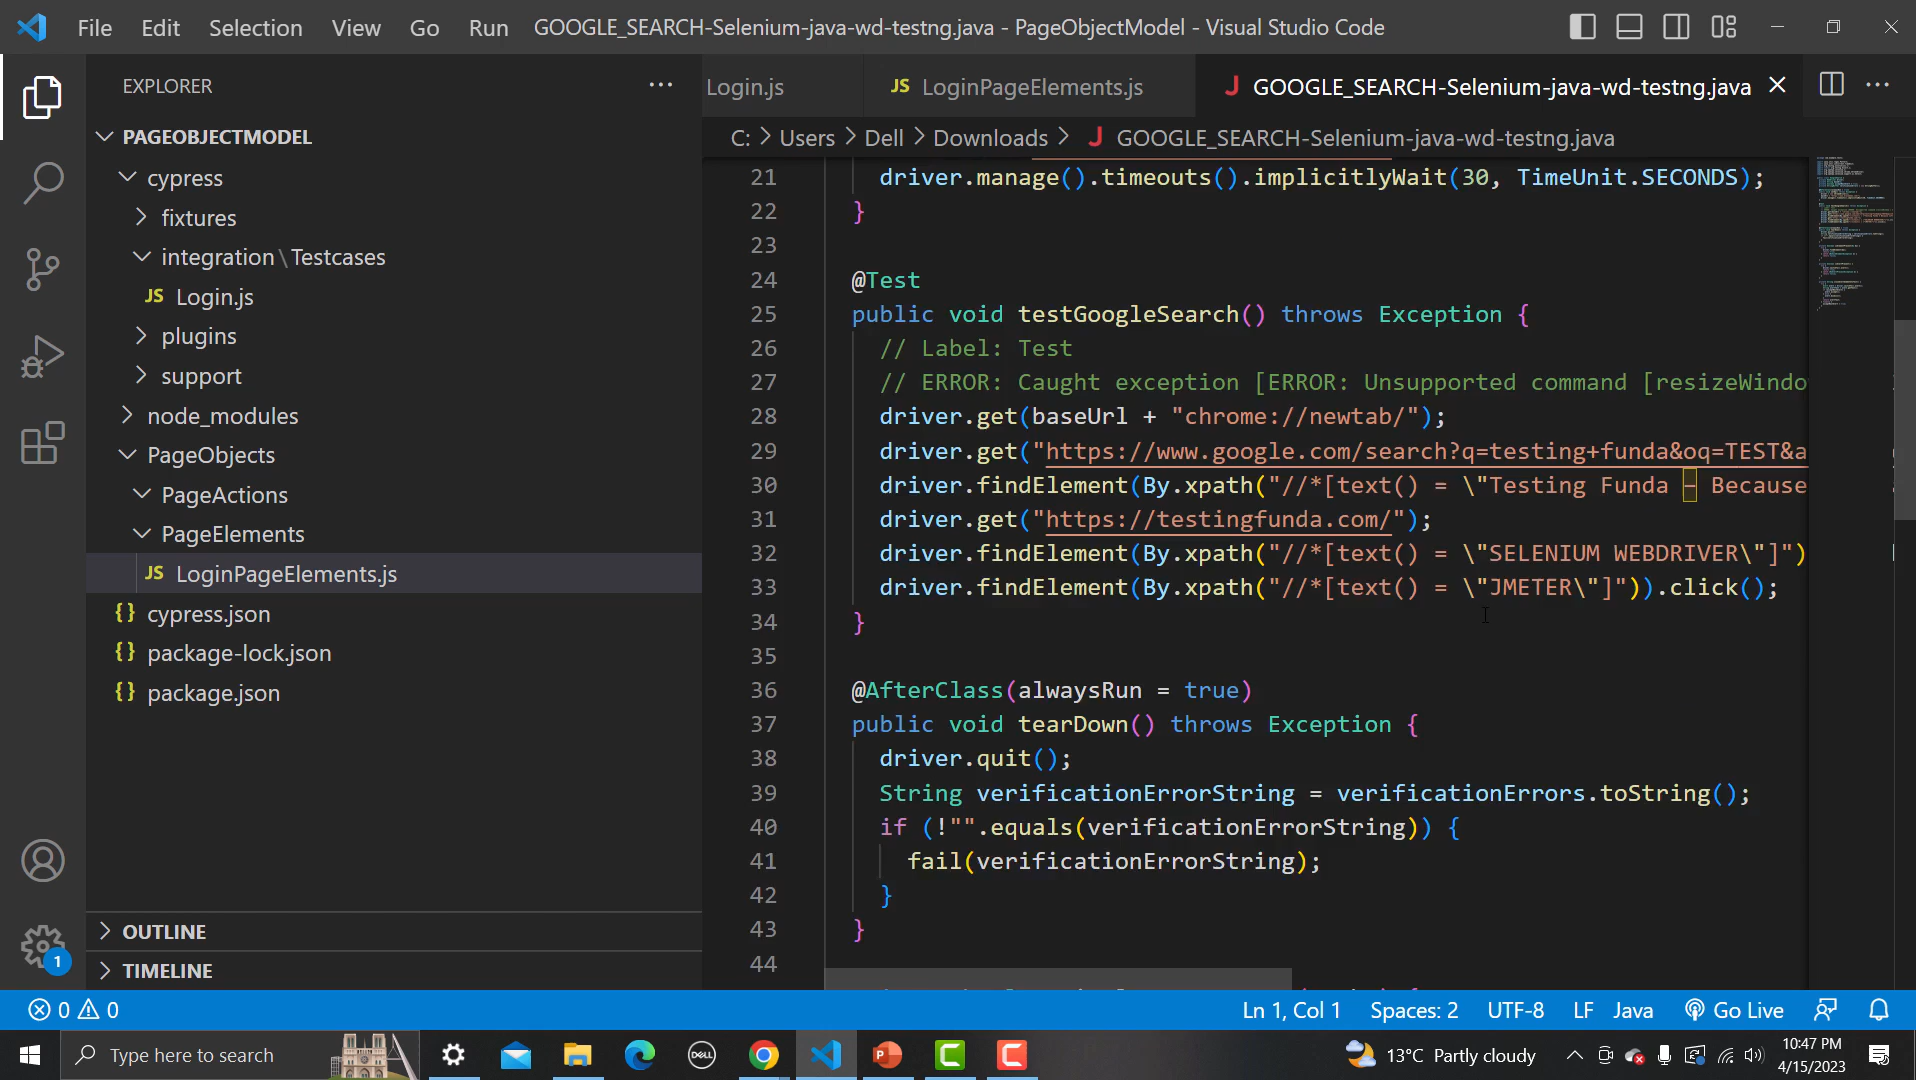 File Edit Selection View Go Run GOOGLE_SEARCH-Selenium-java-wd-testng.java - PageObjectModel - Visual Studio Code
EXPLORER
Login.js
JS LoginPageElements.js
J GOOGLE_SEARCH-Selenium-java-wd-testng.java
C: > Users > Dell > Downloads > J GOOGLE_SEARCH-Selenium-java-wd-testng.java
PAGEOBJECTMODEL
cypress
fixtures
integration\Testcases
JS Login.js
plugins
support
node_modules
PageObjects
PageActions
PageElements
JS LoginPageElements.js
{} cypress.json
{} package-lock.json
{} package.json
OUTLINE
TIMELINE
21 driver.manage().timeouts().implicitlyWait(30, TimeUnit.SECONDS);
22 }
23
24 @Test
25 public void testGoogleSearch() throws Exception {
26 // Label: Test
27 // ERROR: Caught exception [ERROR: Unsupported command [resizeWindo
28 driver.get(baseUrl + "chrome://newtab/");
29 driver.get("https://www.google.com/search?q=testing+funda&oq=TEST&a
30 driver.findElement(By.xpath("//*[text() = \"Testing Funda – Because
31 driver.get("https://testingfunda.com/");
32 driver.findElement(By.xpath("//*[text() = \"SELENIUM WEBDRIVER\"]")
33 driver.findElement(By.xpath("//*[text() = \"JMETER\"]")).click();
34 }
35
36 @AfterClass(alwaysRun = true)
37 public void tearDown() throws Exception {
38 driver.quit();
39 String verificationErrorString = verificationErrors.toString();
40 if (!"".equals(verificationErrorString)) {
41 fail(verificationErrorString);
42 }
43 }
44
1
0 0
Ln 1, Col 1 Spaces: 2 UTF-8 LF Java Go Live
Type here to search
DELL
P
C
C
13°C Partly cloudy
10:47 PM
4/15/2023